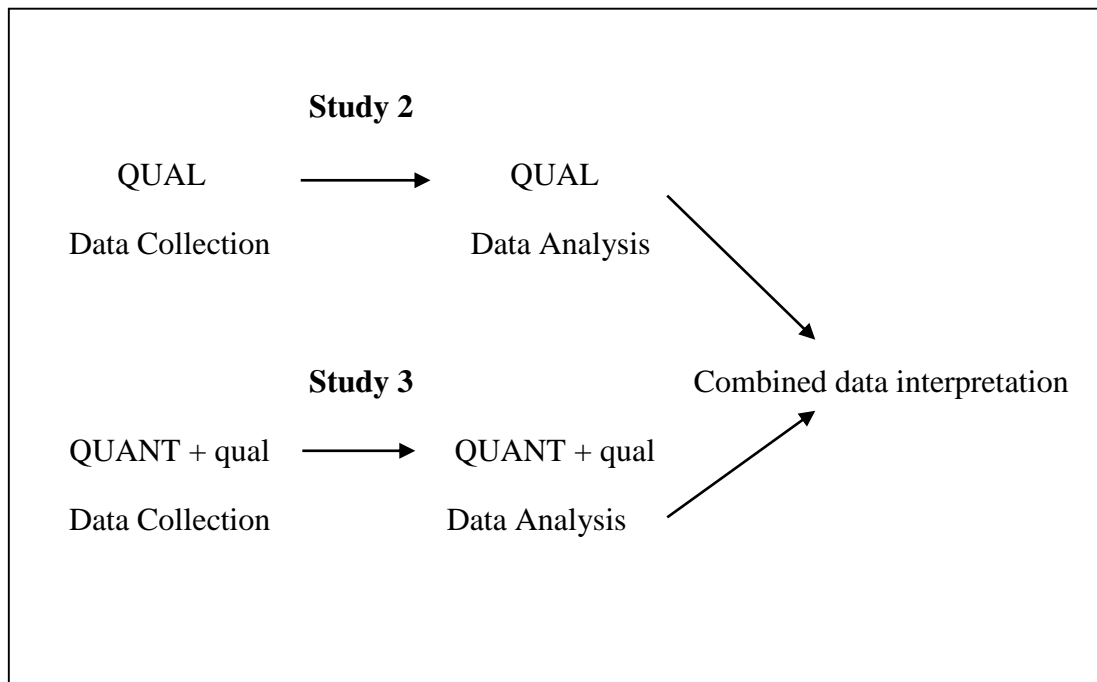 Study 2
QUAL
QUAL
Data Collection
Data Analysis
Study 3
Combined data interpretation
QUANT + qual
QUANT + qual
Data Collection
Data Analysis